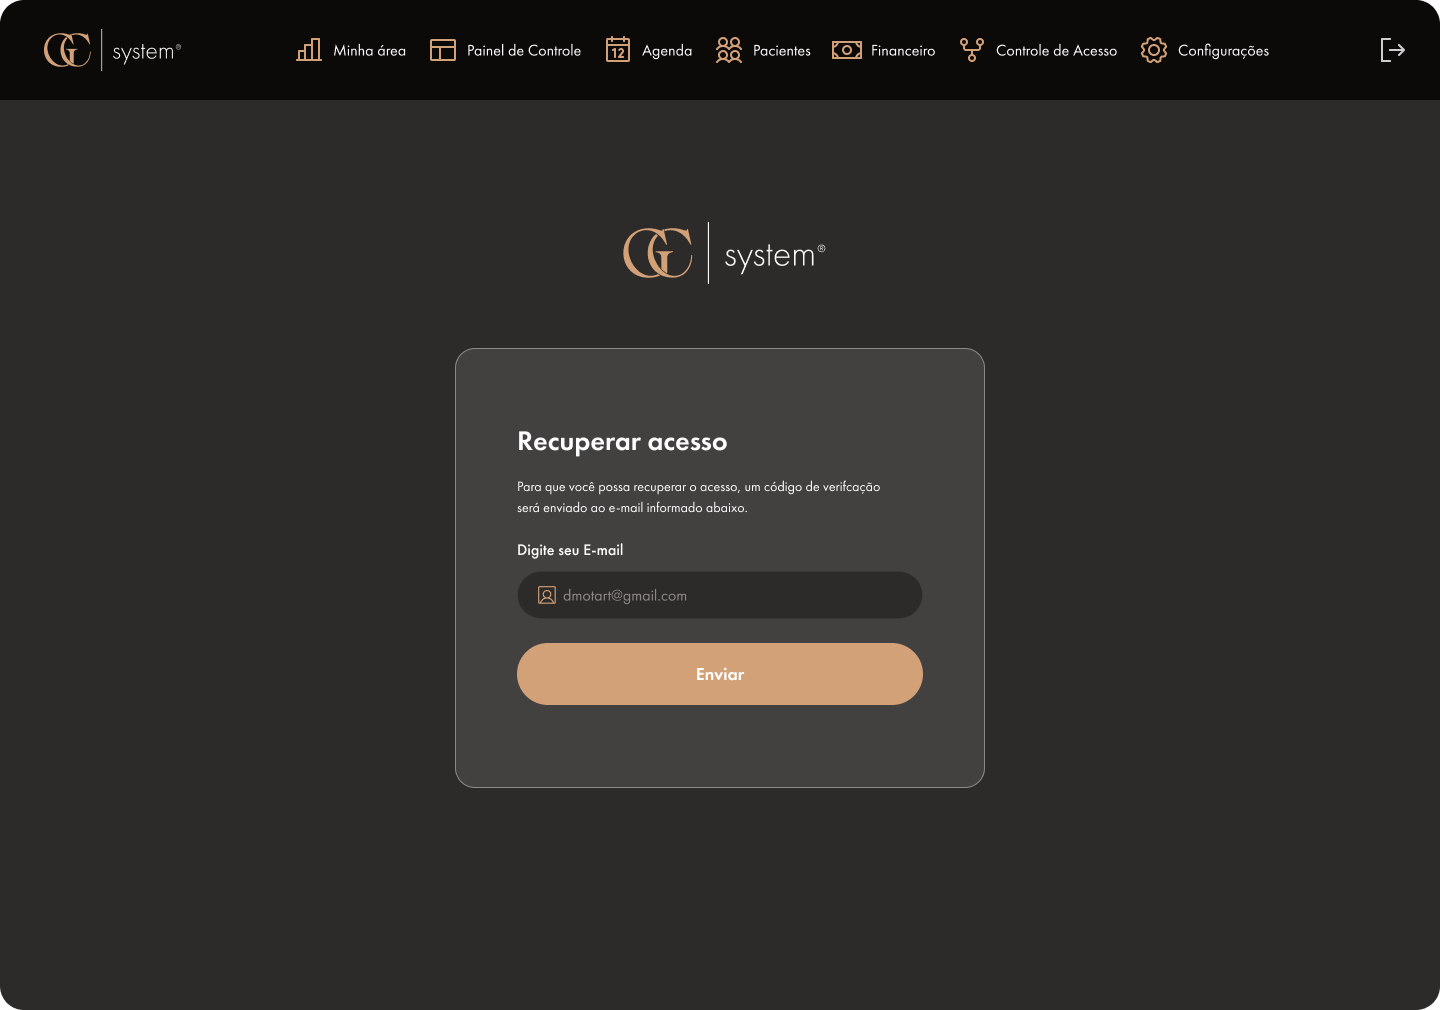 GC system®
Minha área
Painel de Controle
12
Agenda
Pacientes
Financeiro
Controle de Acesso
Configurações
GC system®
Recuperar acesso
Para que você possa recuperar o acesso, um código de verifcação
será enviado ao e-mail informado abaixo.
Digite seu E-mail
dmotart@gmail.com
Enviar